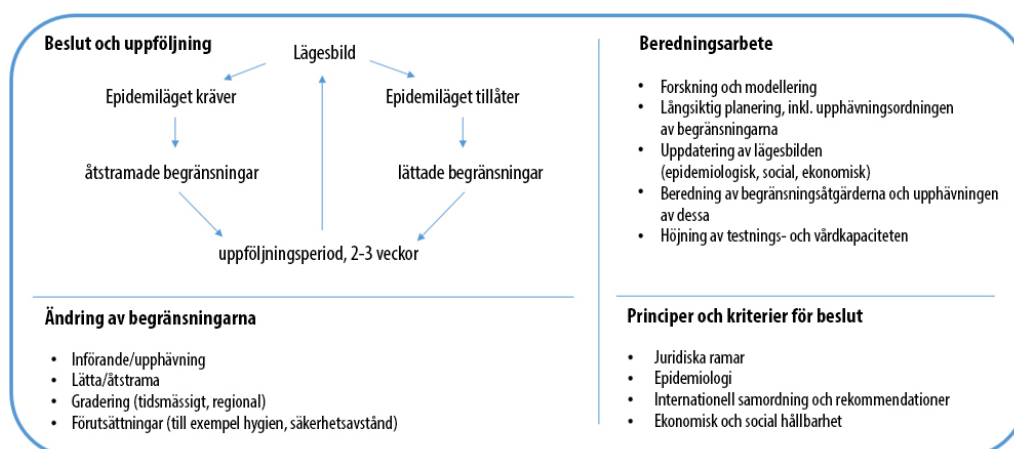 Beslut och uppföljning
Lägesbild
Epidemiläget kräver
Epidemiläget tillåter
åtstramade begränsningar
lättade begränsningar
uppföljningsperiod, 2-3 veckor
Beredningsarbete
• Forskning och modellering
• Långsiktig planering, inkl. upphävningsordningen
av begränsningarna
• Uppdatering av lägesbilden
(epidemiologisk, social, ekonomisk)
• Beredning av begränsningsåtgärderna och upphävningen
av dessa
• Höjning av testnings- och vårdkapaciteten
Ändring av begränsningarna
• Införande/upphävning
• Lätta/åtstrama
• Gradering (tidsmässigt, regional)
• Förutsättningar (till exempel hygien, säkerhetsavstånd)
Principer och kriterier för beslut
• Juridiska ramar
• Epidemiologi
• Internationell samordning och rekommendationer
• Ekonomisk och social hållbarhet